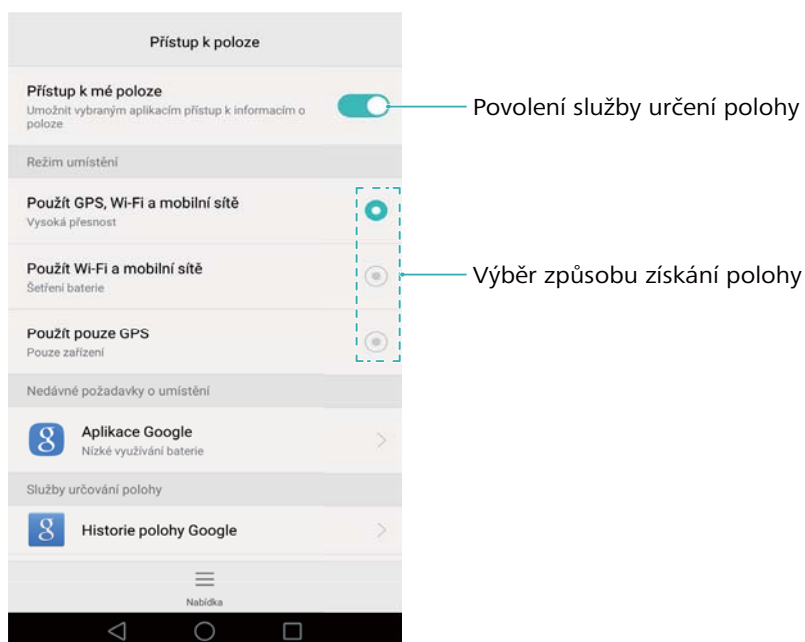 Přístup k poloze
Přístup k mé poloze
Umožnit vybraným aplikacím přístup k informacím o
poloze
Povolení služby určení polohy
Režim umístění
Použít GPS, Wi-Fi a mobilní sítě
Vysoká přesnost
Použít Wi-Fi a mobilní sítě
Šetření baterie
Výběr způsobu získání polohy
Použít pouze GPS
Pouze zařízení
Nedávné požadavky o umístění
g
Aplikace Google
Nízké využívání baterie
Služby určování polohy
g
Historie polohy Google
Nabídka